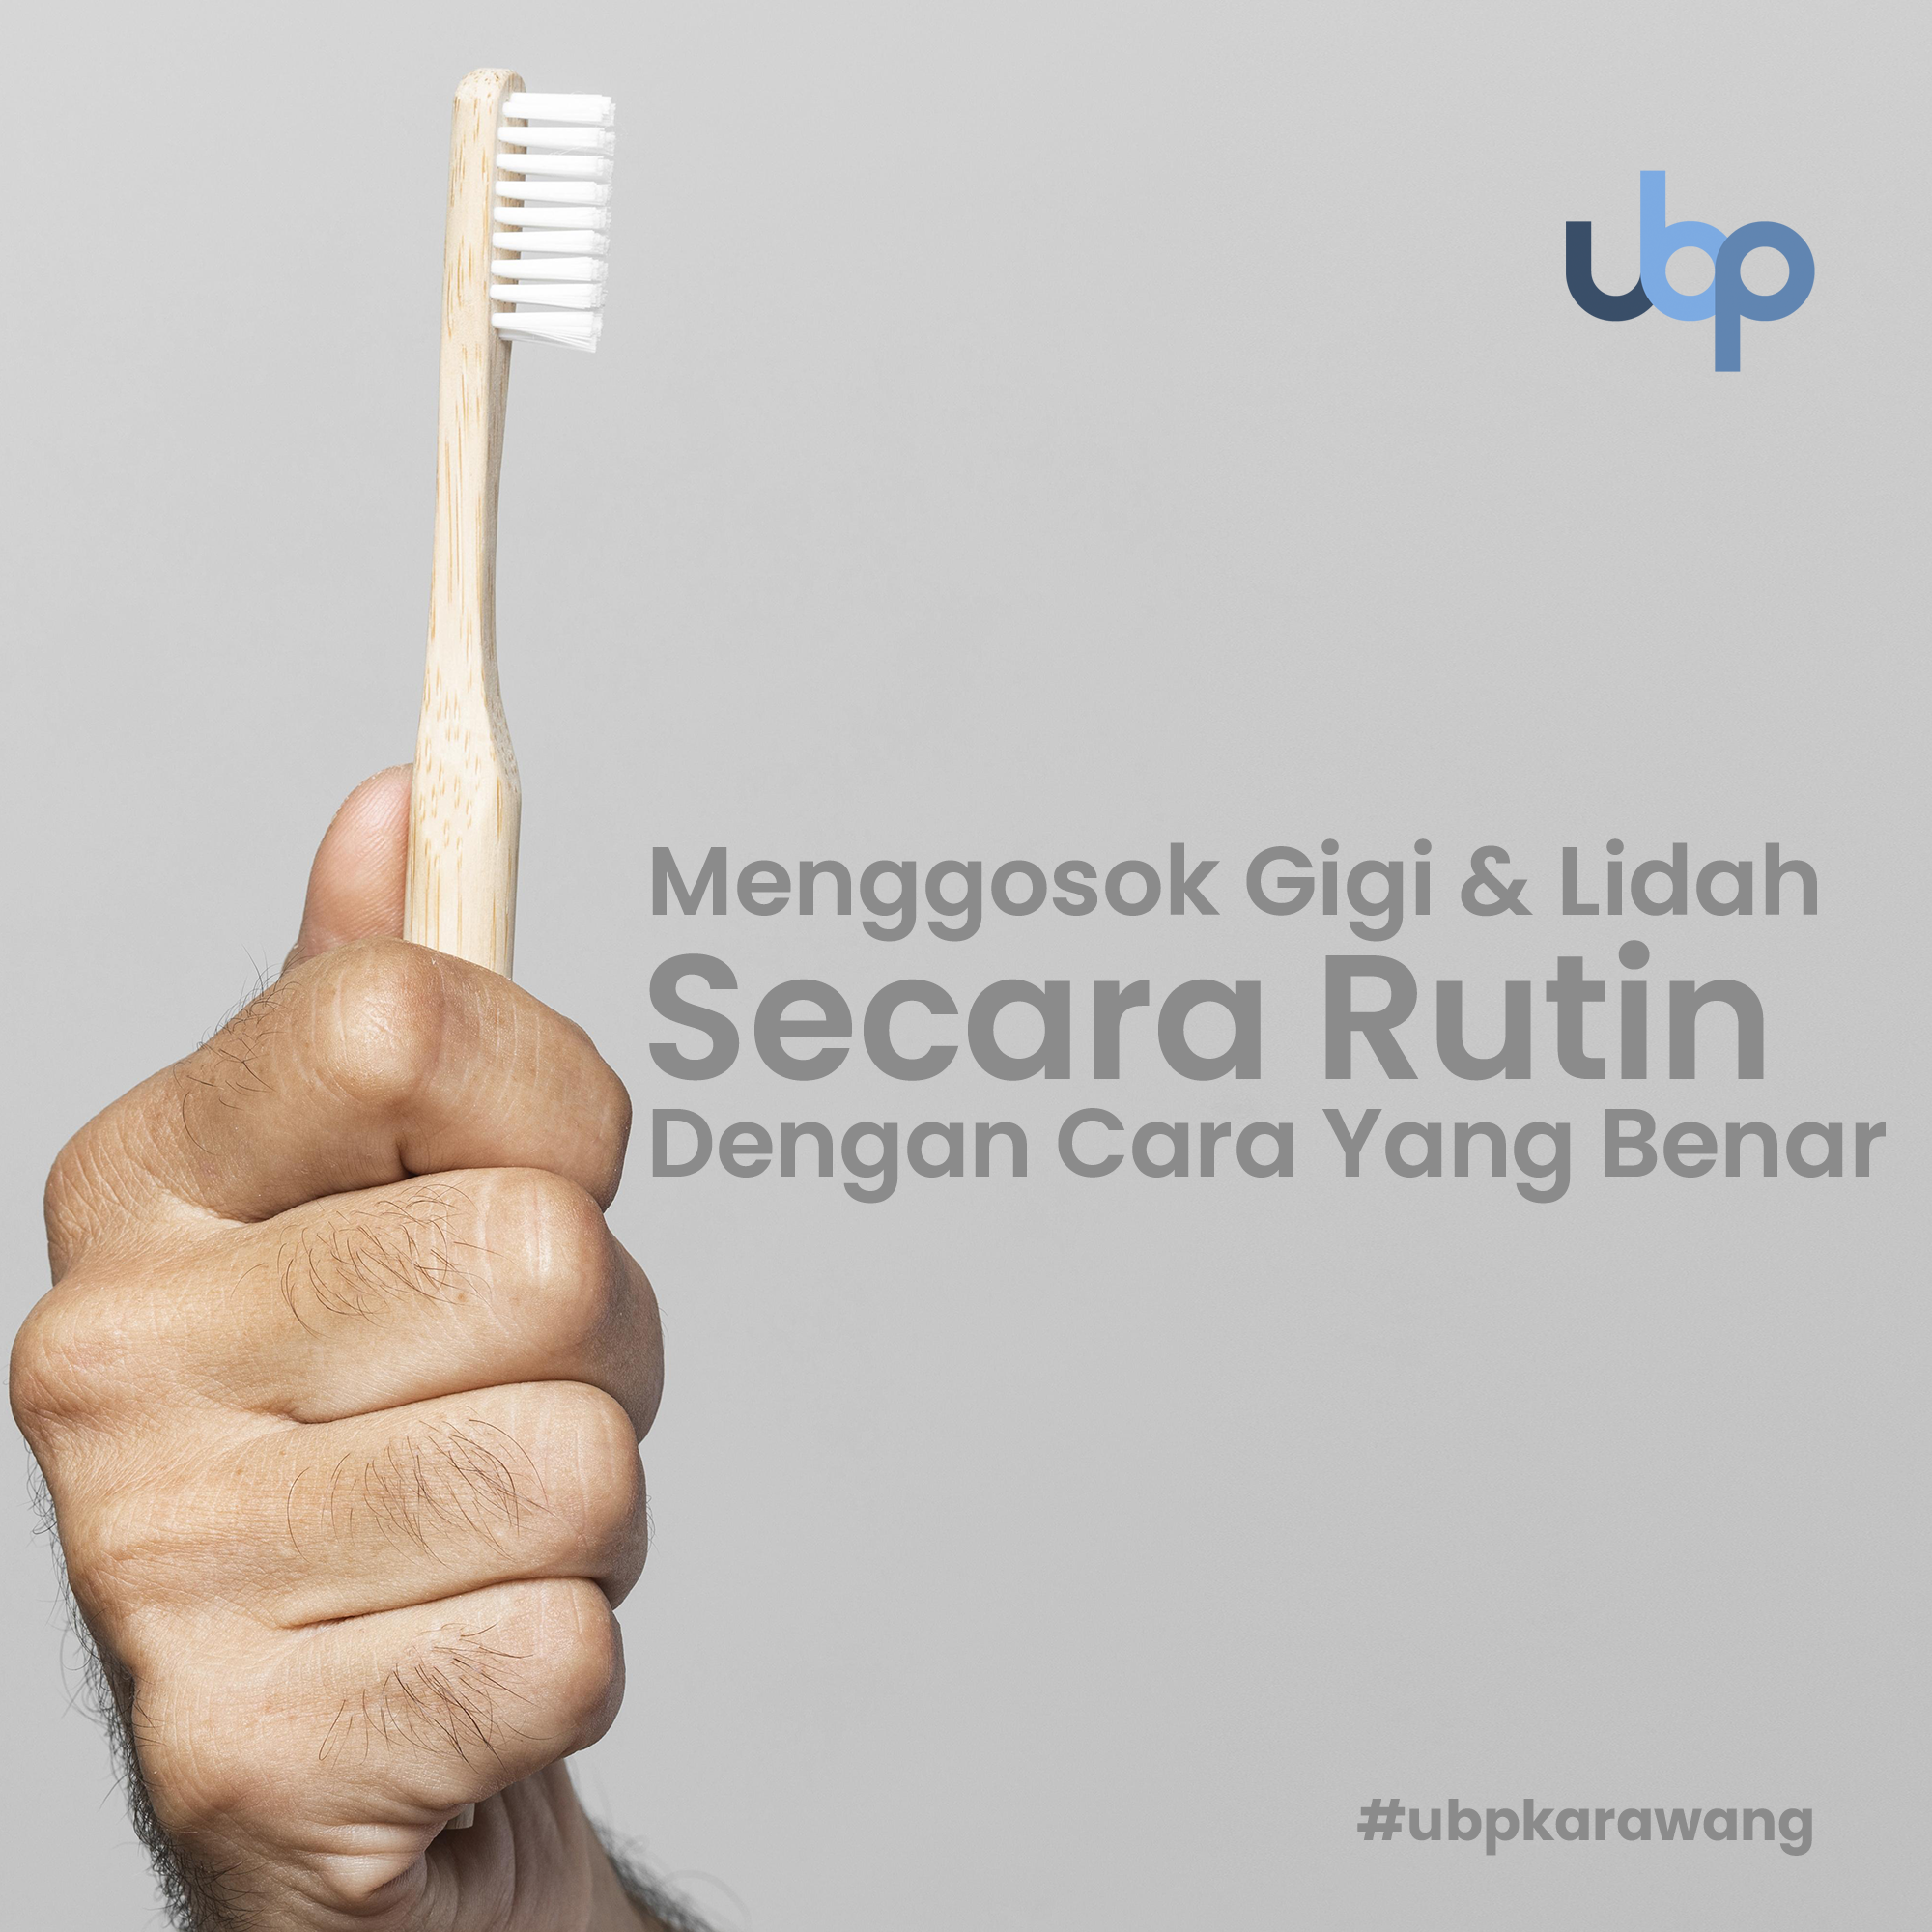 ubp
Menggosok Gigi & Lidah
Secara Rutin
Dengan Cara Yang Benar
#ubpkarawang